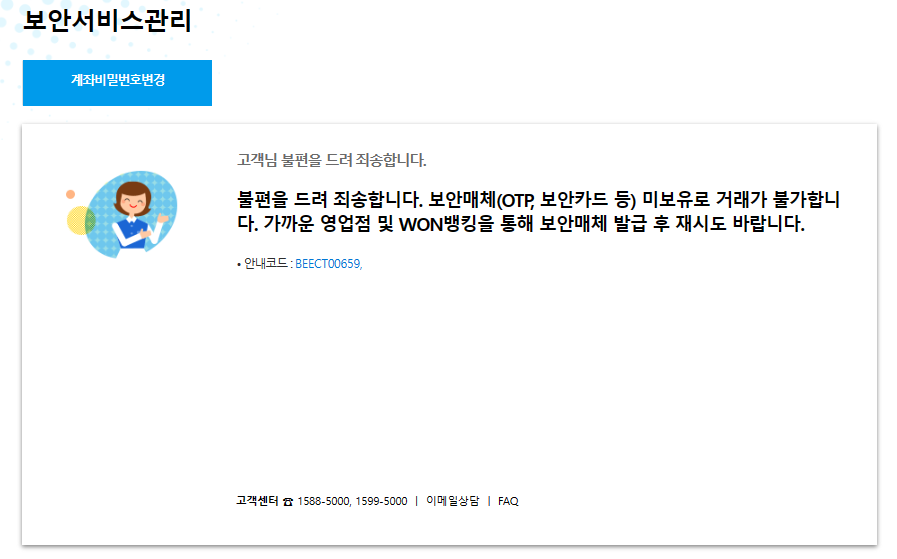 보안서비스관리
계좌비밀번호변경
고객님 불편을 드려 죄송합니다.
불편을 드려 죄송합니다. 보안매체(OTP, 보안카드 등) 미보유로 거래가 불가합니
다. 가까운 영업점 및 WON뱅킹을 통해 보안매체 발급 후 재시도 바랍니다.
• 안내코드 : BEECT00659,
고객센터 ☎ 1588-5000, 1599-5000 | 이메일상담 | FAQ